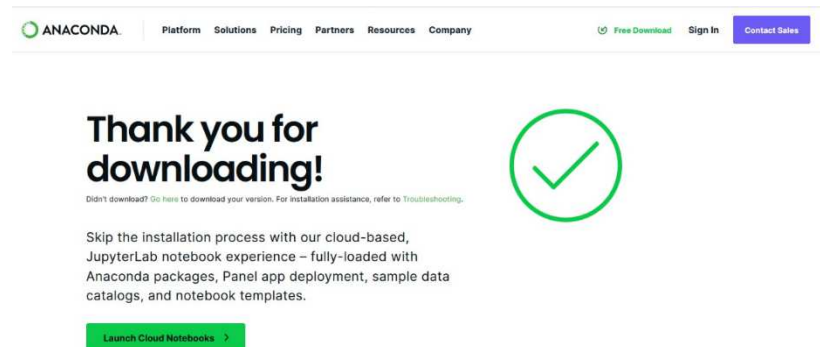 ANACONDA. Platform Solutions Pricing Partners Resources Company Free Download Sign In Contact Sales
Thank you for
downloading!
Didn't download? Go here to download your version. For installation assistance, refer to Troubleshooting.
Skip the installation process with our cloud-based,
JupyterLab notebook experience – fully-loaded with
Anaconda packages, Panel app deployment, sample data
catalogs, and notebook templates.
Launch Cloud Notebooks